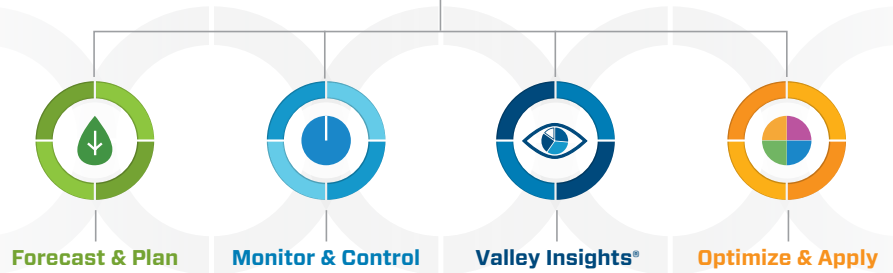 Forecast & Plan
Monitor & Control
Valley Insights®
Optimize & Apply